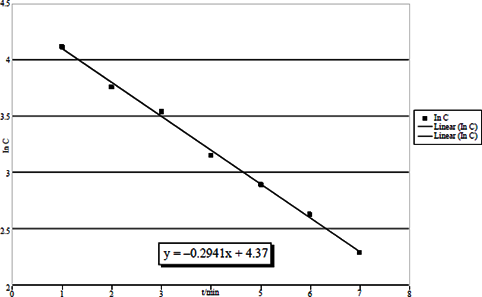 4.5
4
3.5
3
2.5
2
ln C
0 1 2 3 4 5 6 7 8
t/min
y = –0.2941x + 4.37
ln C
Linear (ln C)
Linear (ln C)